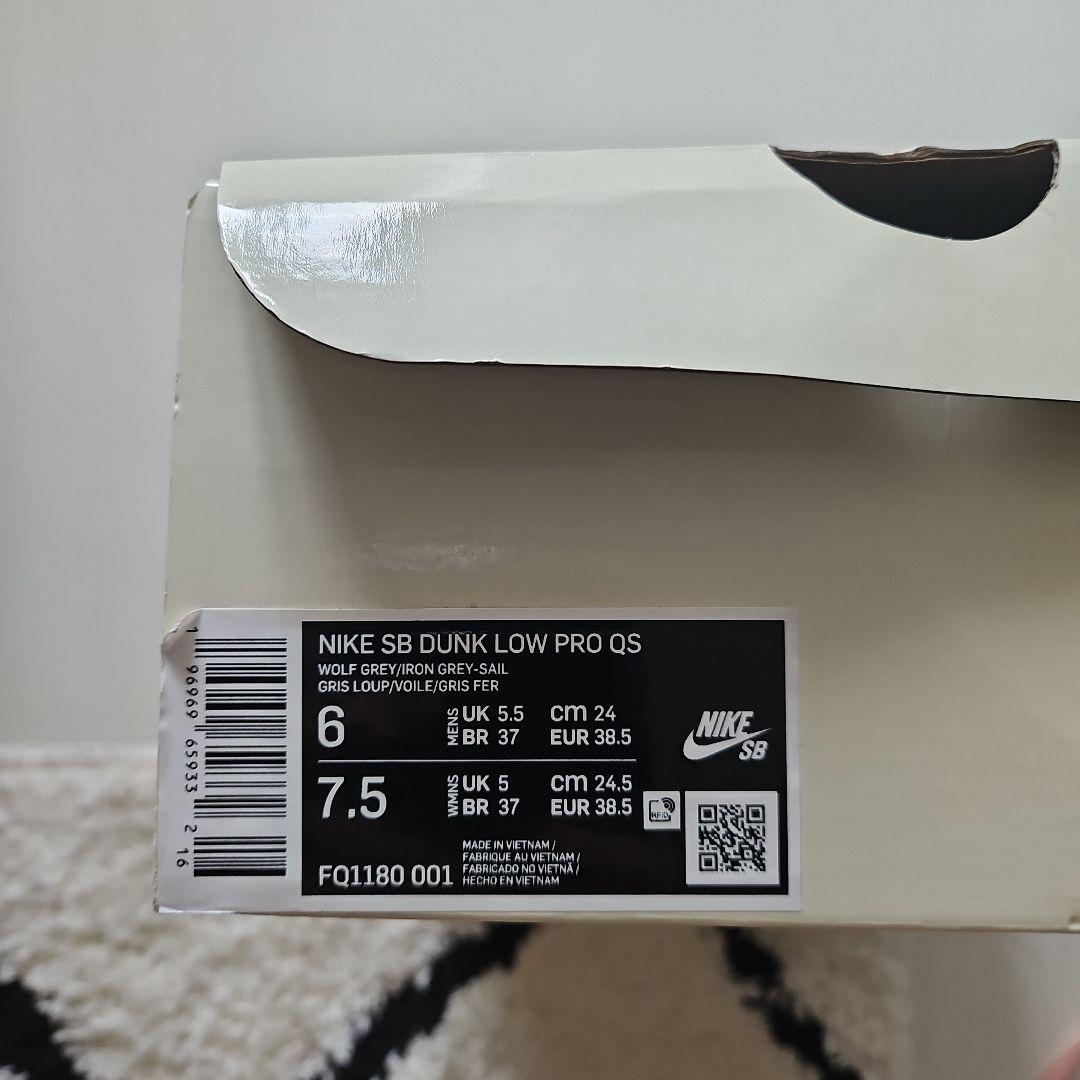 NIKE SB DUNK LOW PRO QS
WOLF GREY/IRON GREY-SAIL
GRIS LOUP/VOILE/GRIS FER
6 MENS UK 5.5 cm 24
BR 37 EUR 38.5
7.5 WMNS UK 5 cm 24.5
BR 37 EUR 38.5
NIKE
SB
RFID
FQ1180 001
MADE IN VIETNAM /
FABRIQUE AU VIETNAM /
FABRICADO NO VIETNÃ /
HECHO EN VIETNAM
1 96969 65933 2 16